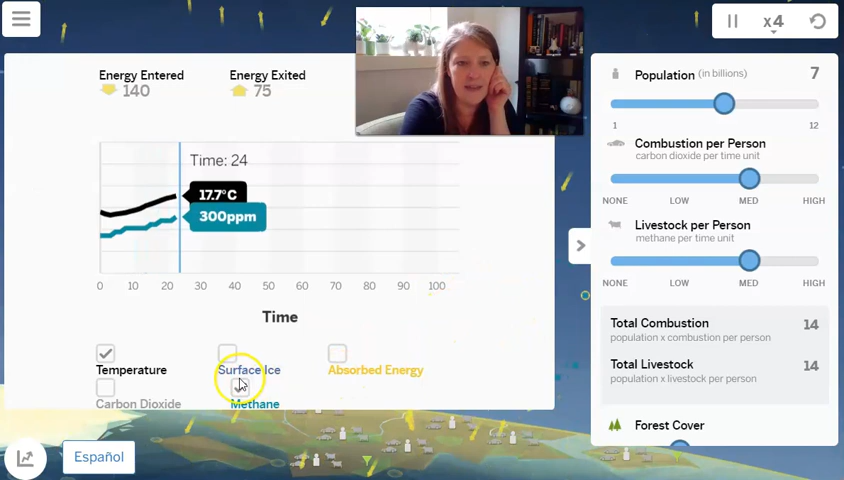 Energy Entered
140
Energy Exited
75
Time: 24
17.7°C
300ppm
0 10 20 30 40 50 60 70 80 90 100
Time
Temperature
Surface Ice
Absorbed Energy
Carbon Dioxide
Methane
Español
x4
Population (in billions) 7
1 12
Combustion per Person
carbon dioxide per time unit
NONE LOW MED HIGH
Livestock per Person
methane per time unit
NONE LOW MED HIGH
Total Combustion 14
population x combustion per person
Total Livestock 14
population x livestock per person
Forest Cover